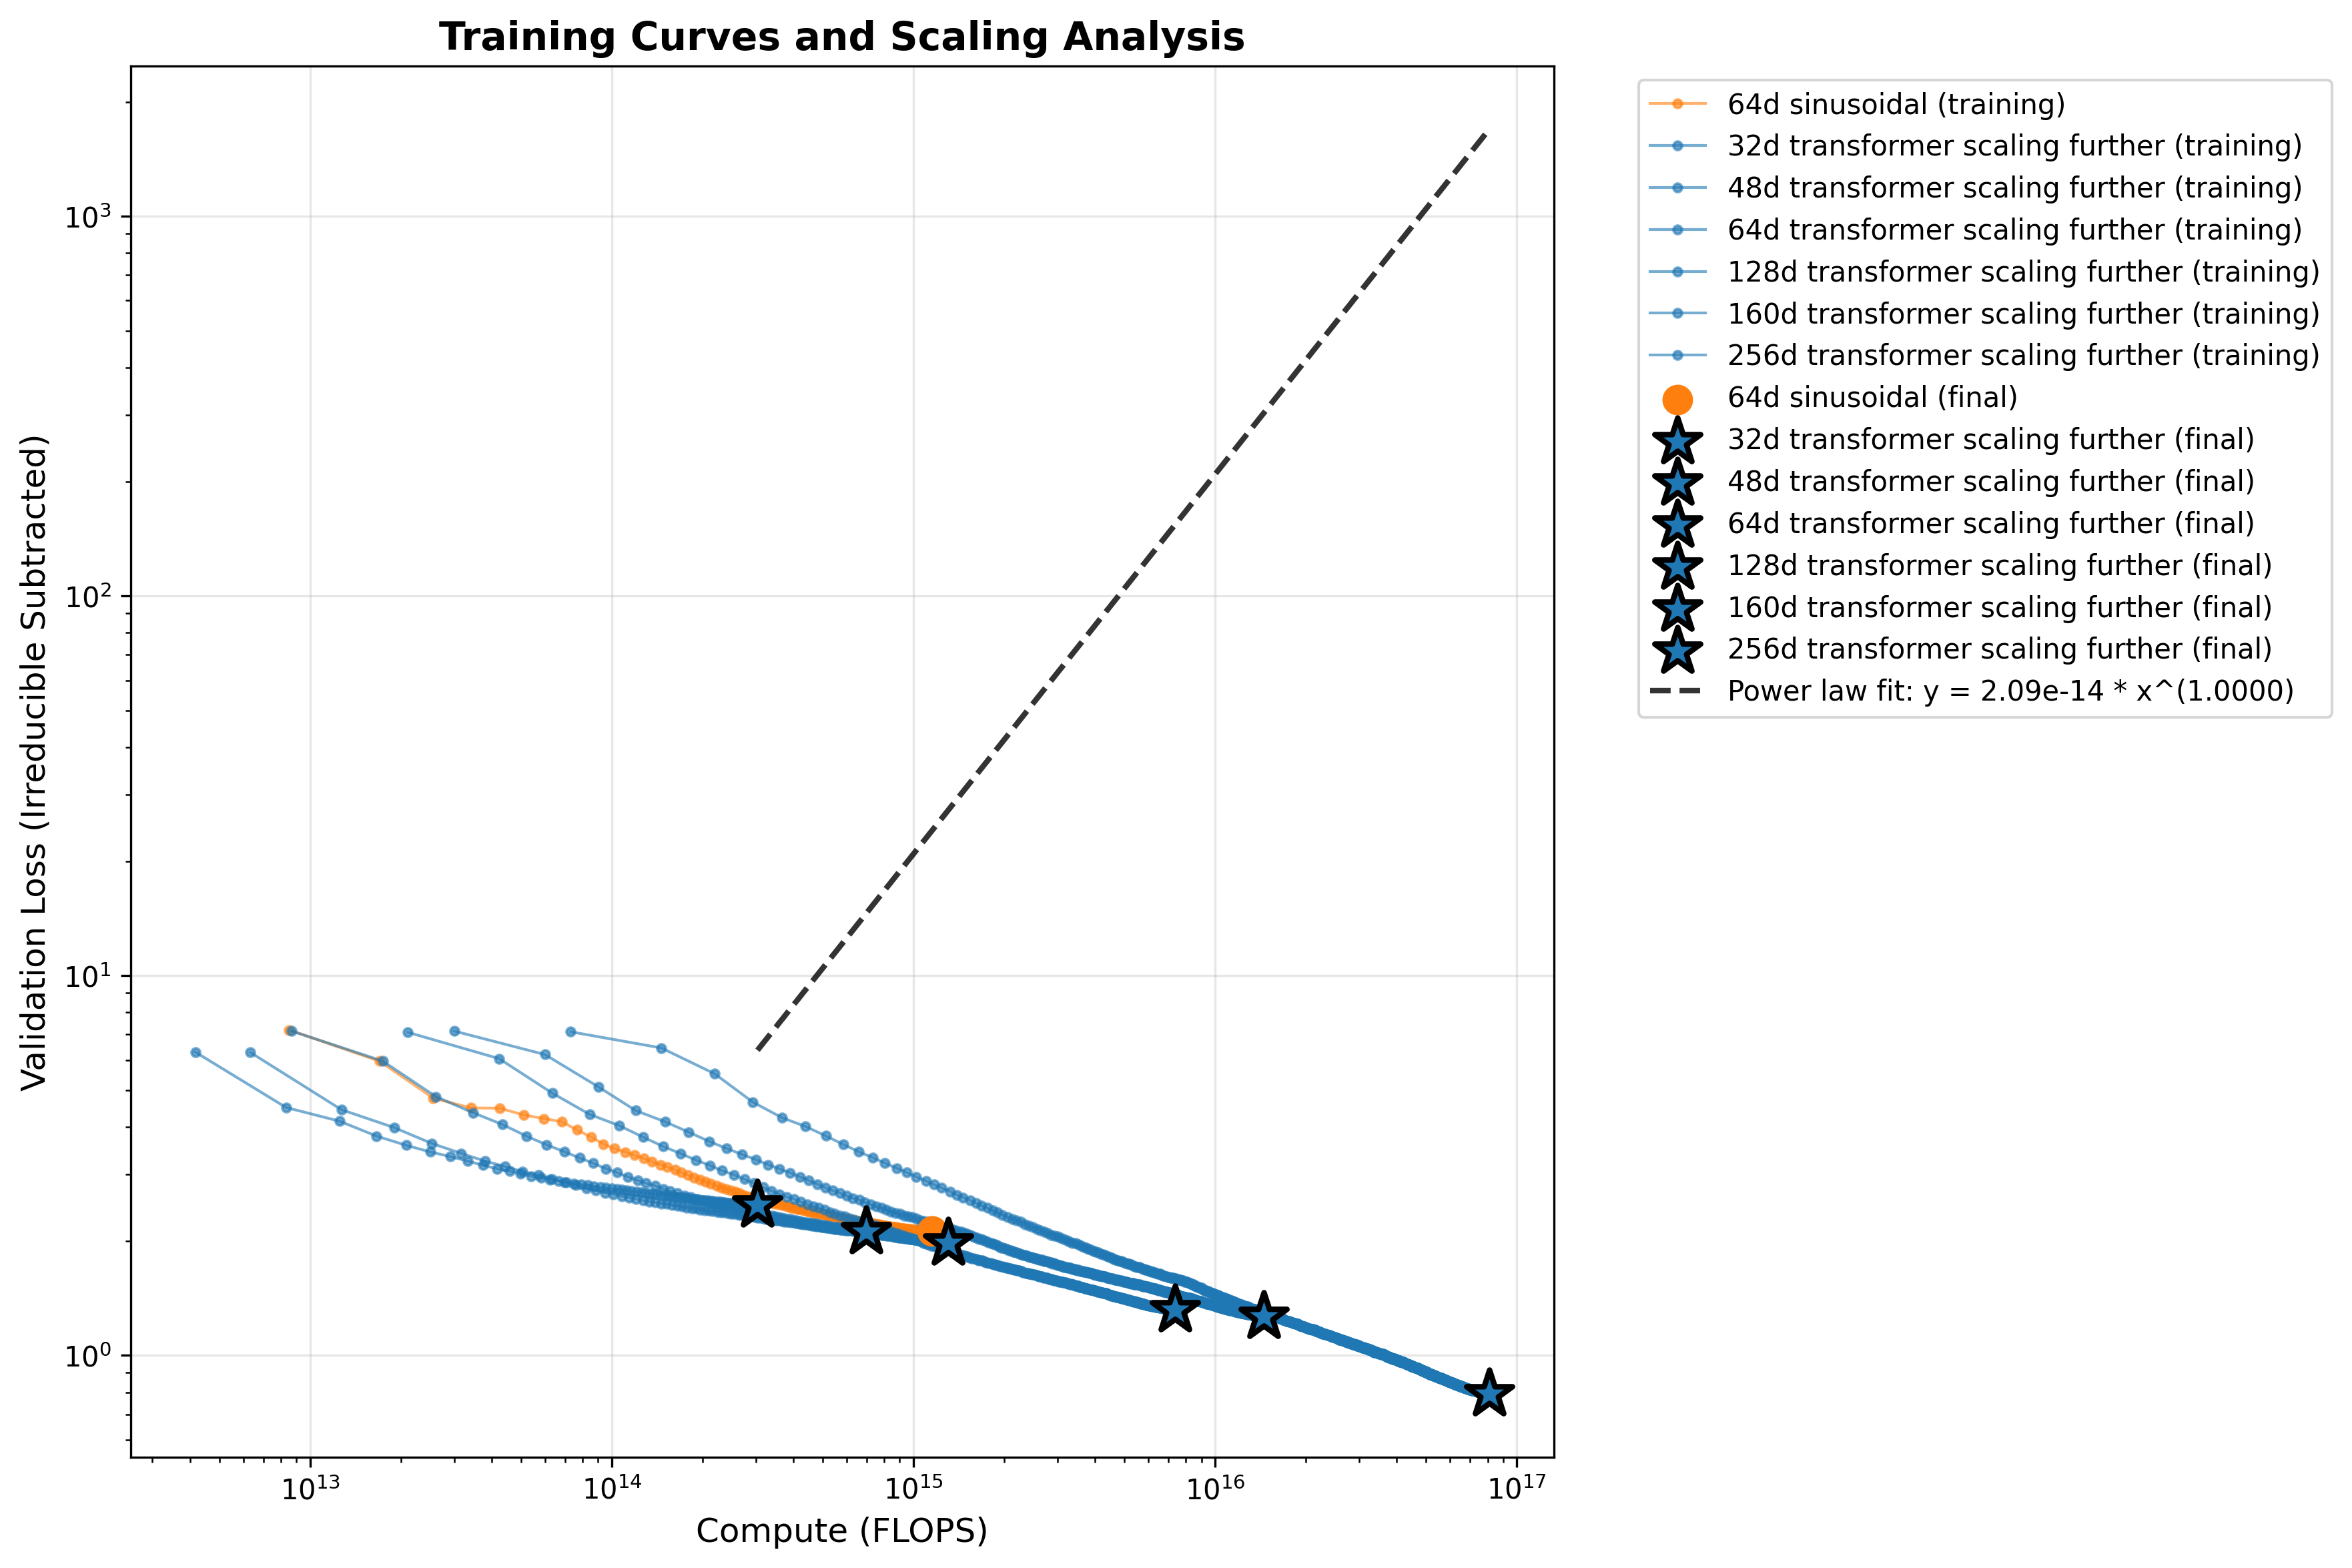 Training Curves and Scaling Analysis
Validation Loss (Irreducible Subtracted)
10^3
10^2
10^1
10^0
10^13
10^14
10^15
10^16
10^17
Compute (FLOPS)
64d sinusoidal (training)
32d transformer scaling further (training)
48d transformer scaling further (training)
64d transformer scaling further (training)
128d transformer scaling further (training)
160d transformer scaling further (training)
256d transformer scaling further (training)
64d sinusoidal (final)
32d transformer scaling further (final)
48d transformer scaling further (final)
64d transformer scaling further (final)
128d transformer scaling further (final)
160d transformer scaling further (final)
256d transformer scaling further (final)
Power law fit: y = 2.09e-14 * x^(1.0000)